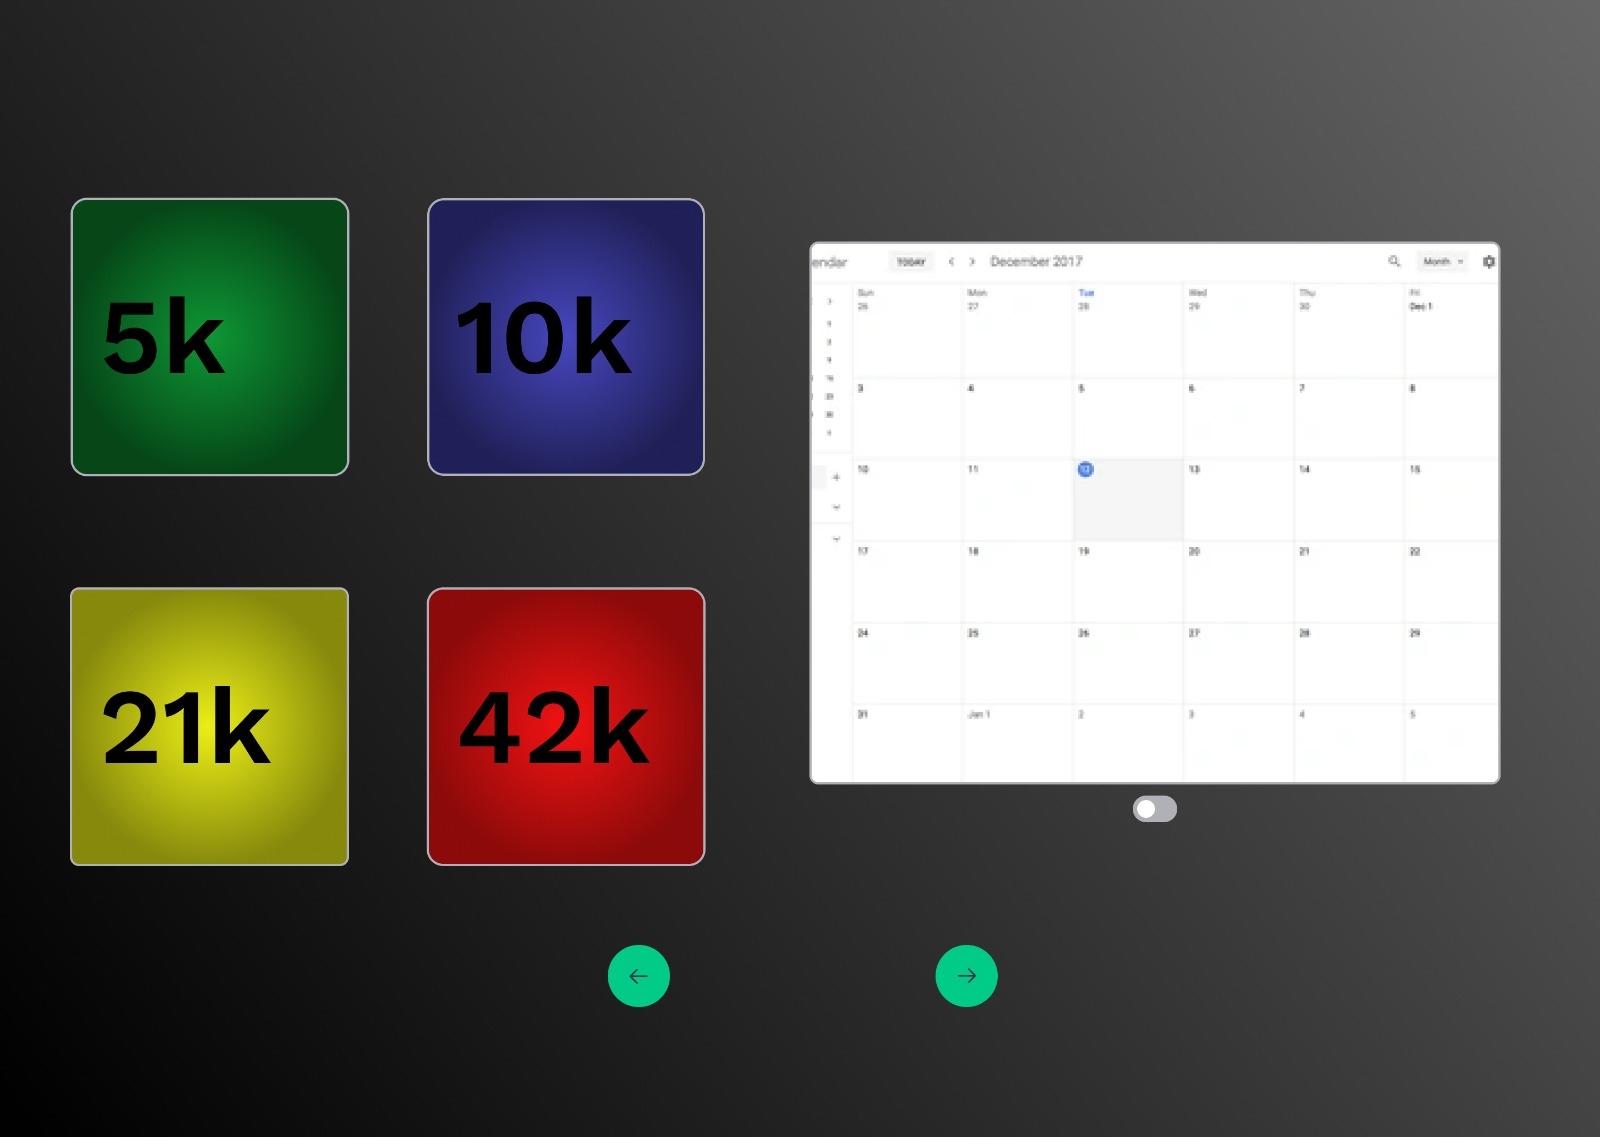 5k
10k
21k
42k
endar TODAY December 2017 Month
Sun Mon Tue Wed Thu Fri
26 27 28 29 30 Dec 1
3 4 5 6 7 8
10 11 12 13 14 15
17 18 19 20 21 22
24 25 26 27 28 29
31 Jan 1 2 3 4 5